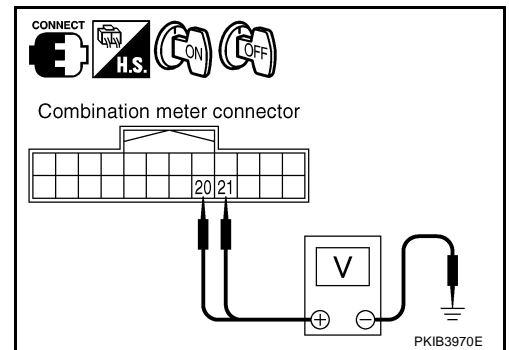 CONNECT
H.S.
ON
OFF
Combination meter connector
20 21
V
+ −
PKIB3970E